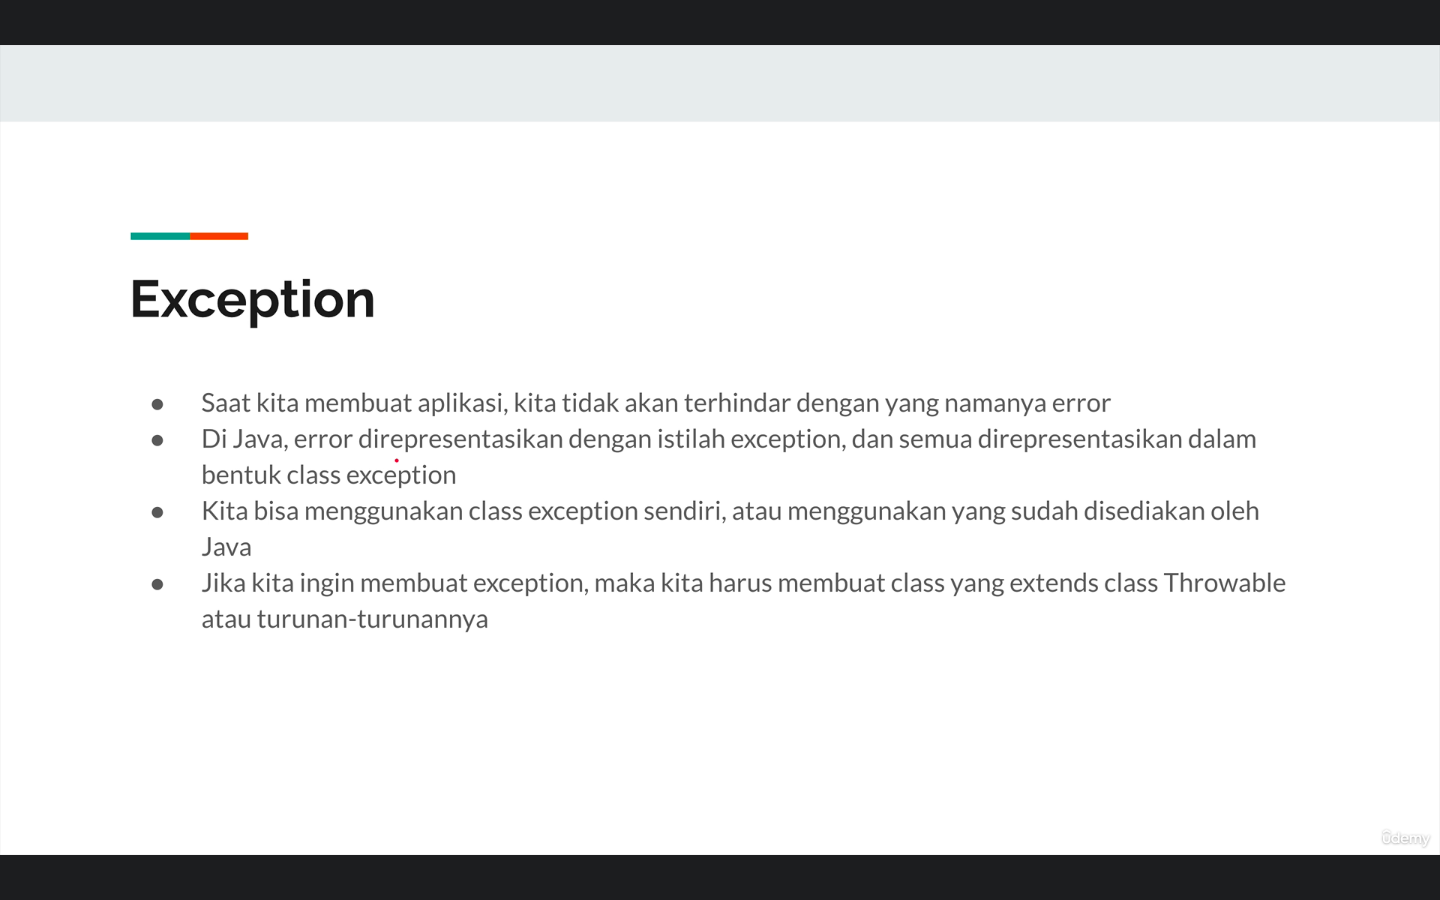 Exception
● Saat kita membuat aplikasi, kita tidak akan terhindar dengan yang namanya error
● Di Java, error direpresentasikan dengan istilah exception, dan semua direpresentasikan dalam
bentuk class exception
● Kita bisa menggunakan class exception sendiri, atau menggunakan yang sudah disediakan oleh
Java
● Jika kita ingin membuat exception, maka kita harus membuat class yang extends class Throwable
atau turunan-turunannya
udemy